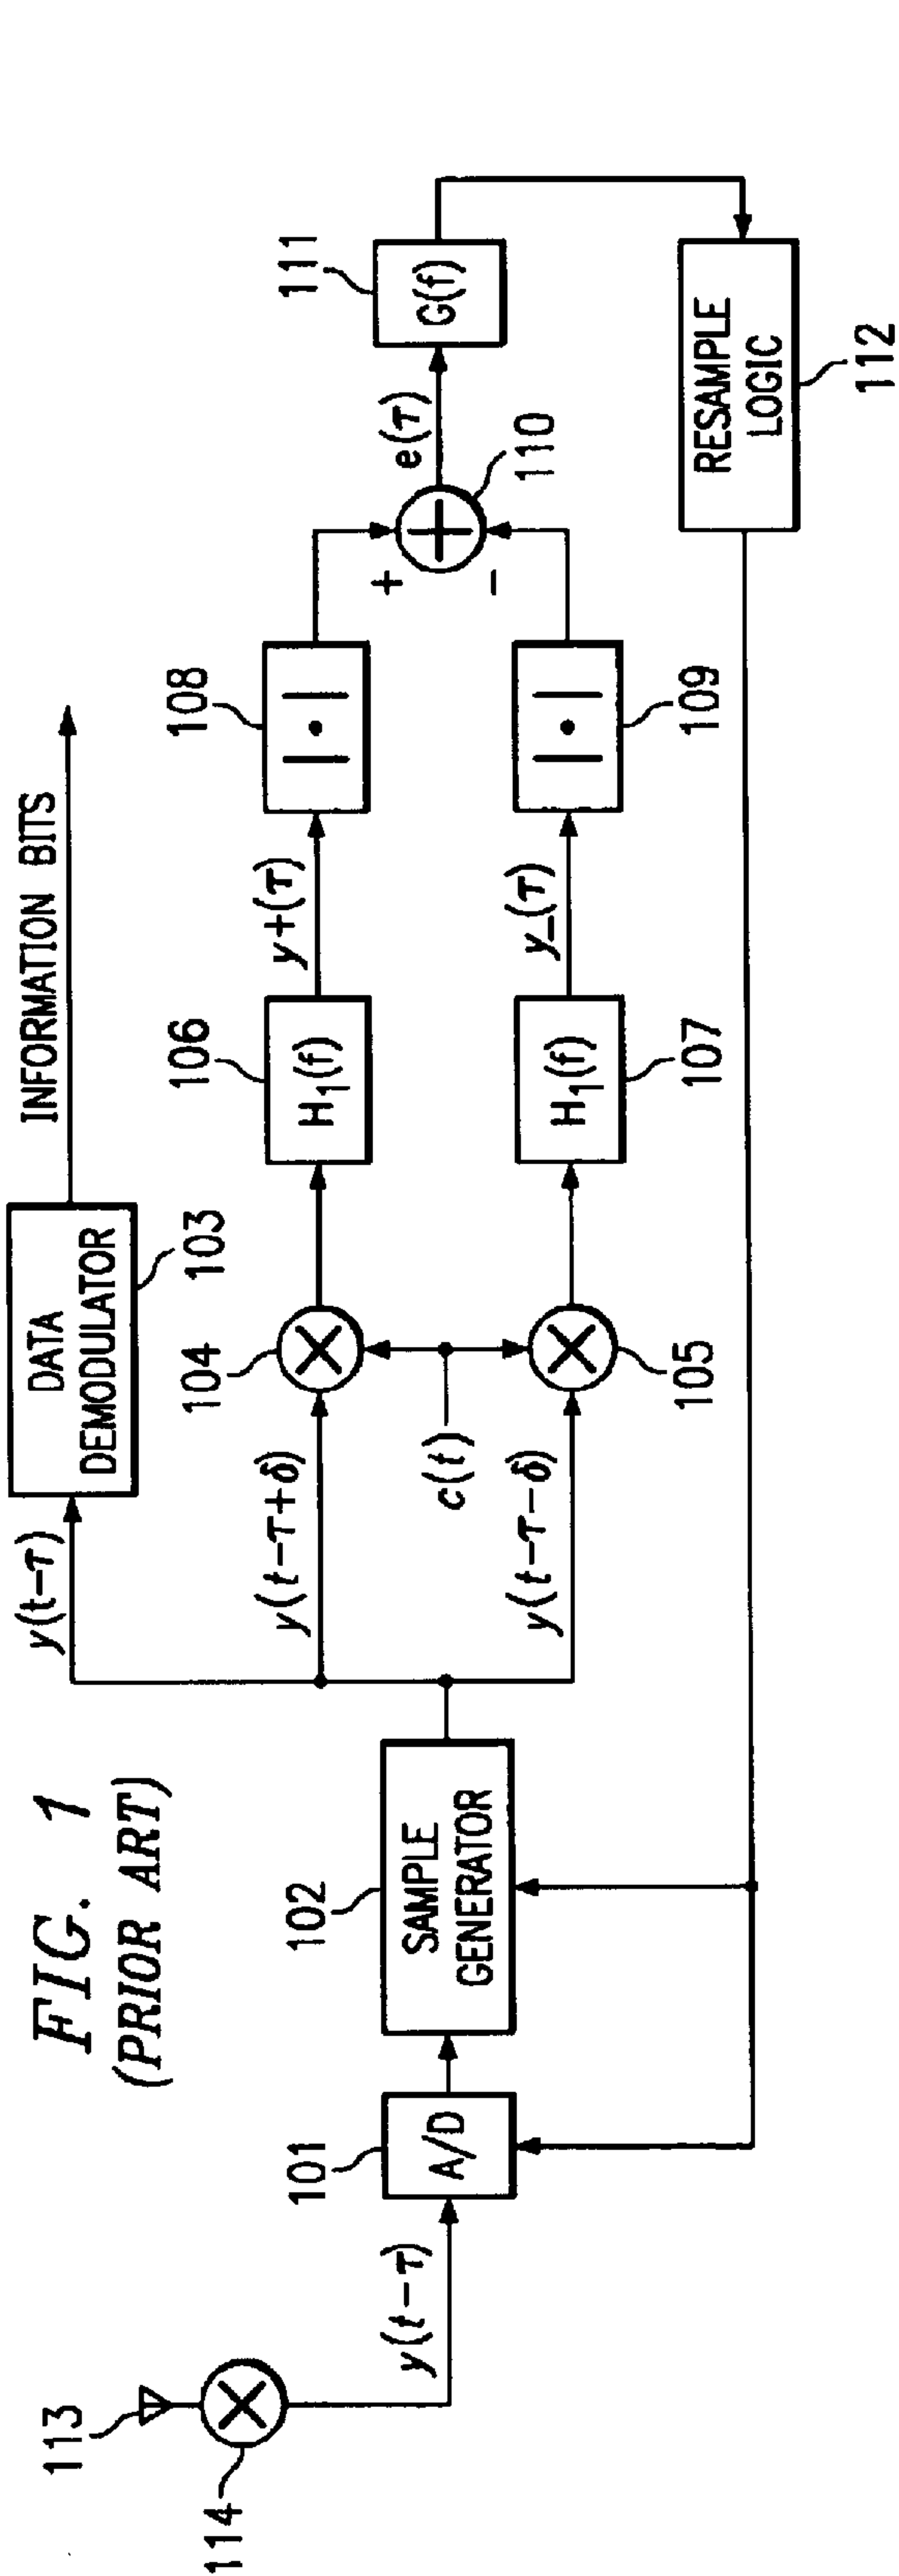 FIG. 1
(PRIOR ART)
113
114
y(t−τ)
101
A/D
102
SAMPLE
GENERATOR
y(t−τ)
DATA
DEMODULATOR
103
INFORMATION BITS
y(t−τ+δ)
104
c(t)
y(t−τ−δ)
105
106
H₁(f)
y+(τ)
108
|•|
H₁(f)
107
y_(τ)
|•|
109
+
−
110
e(τ)
111
G(f)
RESAMPLE
LOGIC
112